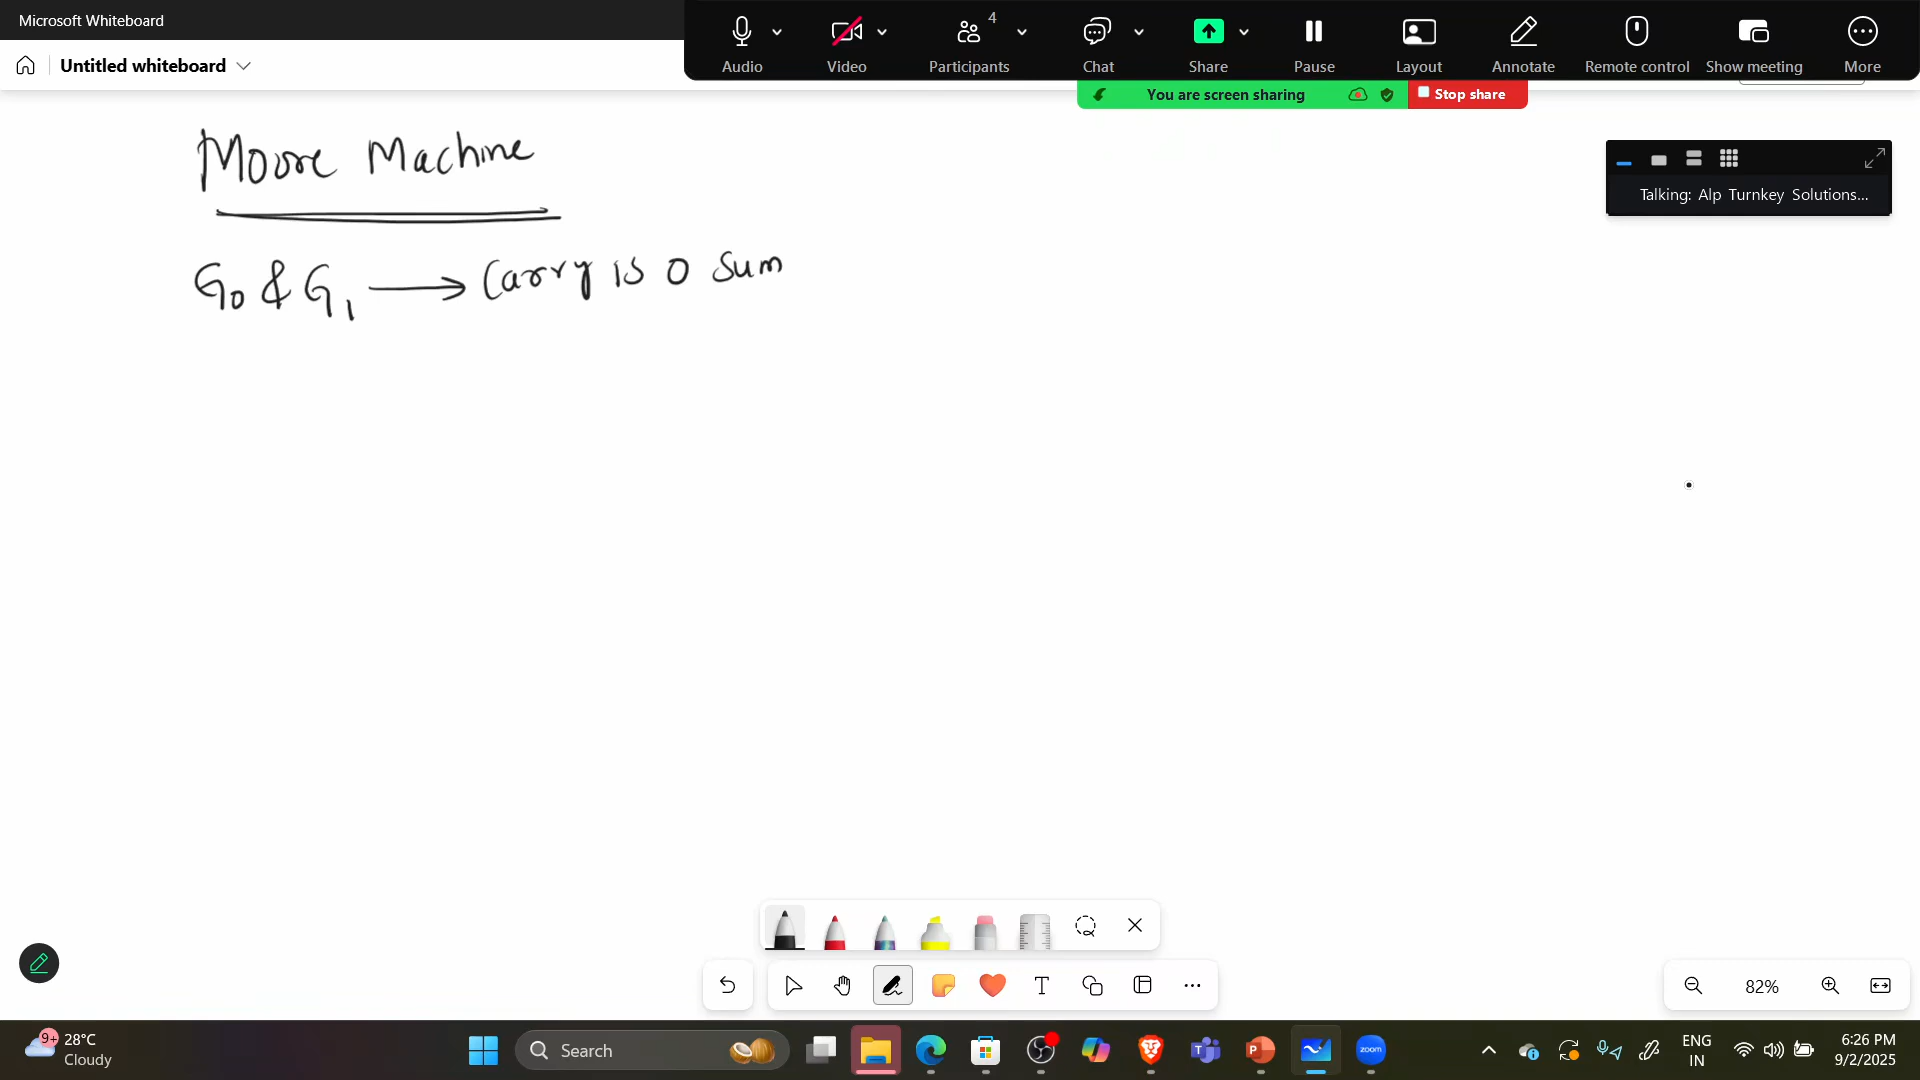 Microsoft Whiteboard
Untitled whiteboard
Audio
Video
4
Participants
Chat
Share
Pause
Layout
Annotate
Remote control
Show meeting
More
You are screen sharing
Stop share
Talking: Alp Turnkey Solutions...
Moore Machine
G0 & G1 → Carry is 0 Sum
82%
9+
28°C
Cloudy
Search
zoom
ENG
IN
6:26 PM
9/2/2025